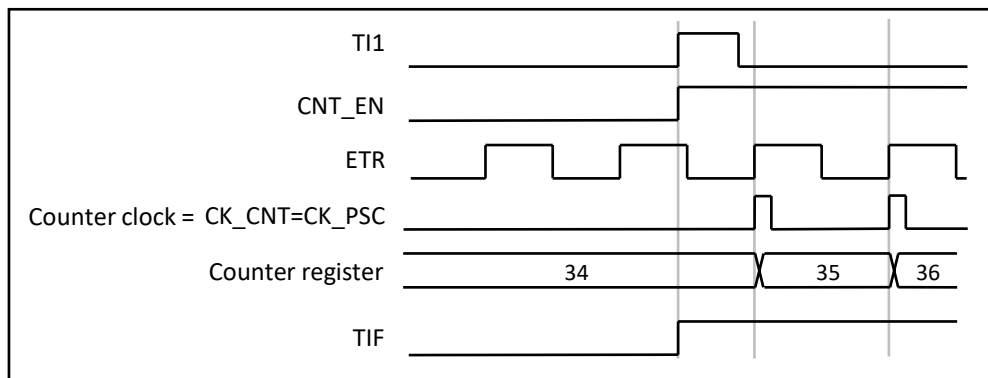 TI1
CNT_EN
ETR
Counter clock = CK_CNT=CK_PSC
Counter register
34
35
36
TIF